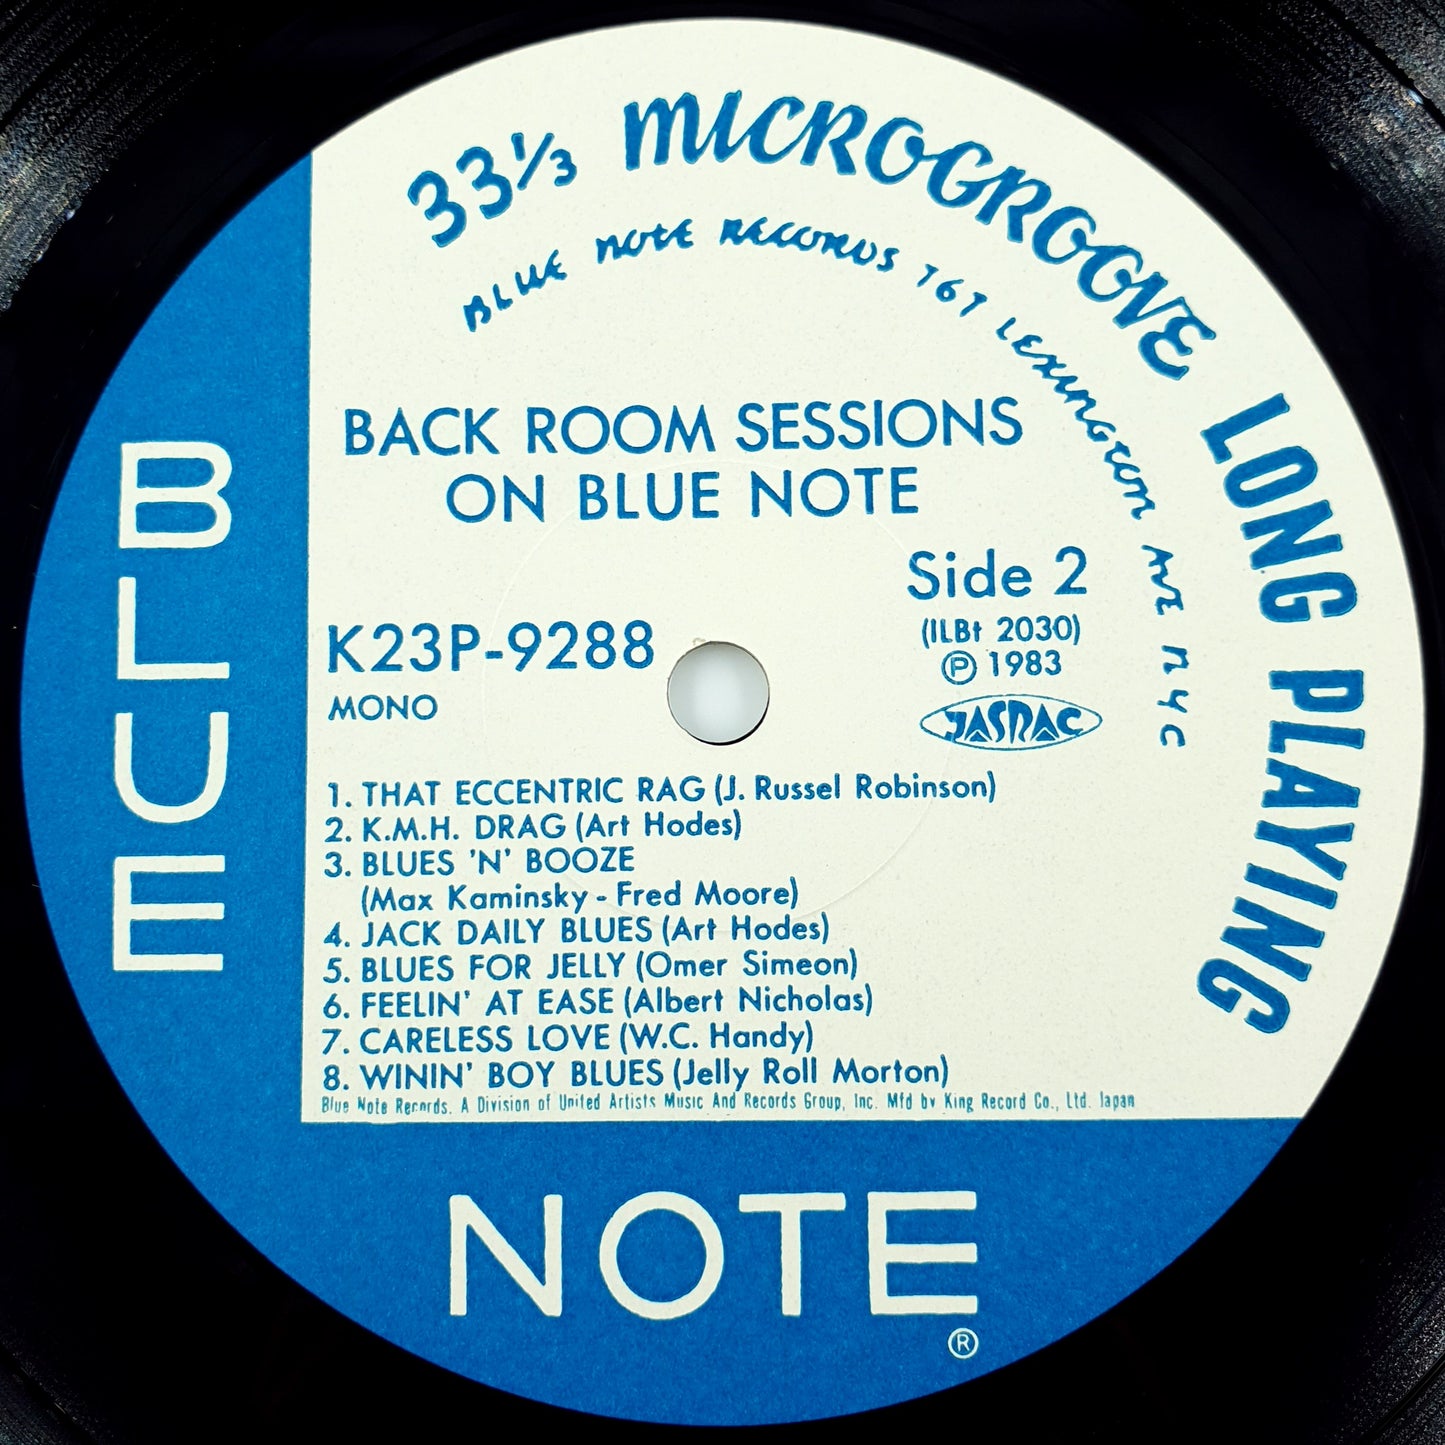 33⅓ MICROGROOVE LONG PLAYING
BLUE NOTE RECORDS 767 LEXINGTON AVE NYC
BACK ROOM SESSIONS
ON BLUE NOTE
Side 2
K23P-9288
(ILBt 2030)
℗ 1983
MONO
JASRAC
1. THAT ECCENTRIC RAG (J. Russel Robinson)
2. K.M.H. DRAG (Art Hodes)
3. BLUES 'N' BOOZE
(Max Kaminsky - Fred Moore)
4. JACK DAILY BLUES (Art Hodes)
5. BLUES FOR JELLY (Omer Simeon)
6. FEELIN' AT EASE (Albert Nicholas)
7. CARELESS LOVE (W.C. Handy)
8. WININ' BOY BLUES (Jelly Roll Morton)
Blue Note Records. A Division of United Artists Music And Records Group, Inc. Mfd by King Record Co., Ltd. Japan
BLUE
NOTE
®